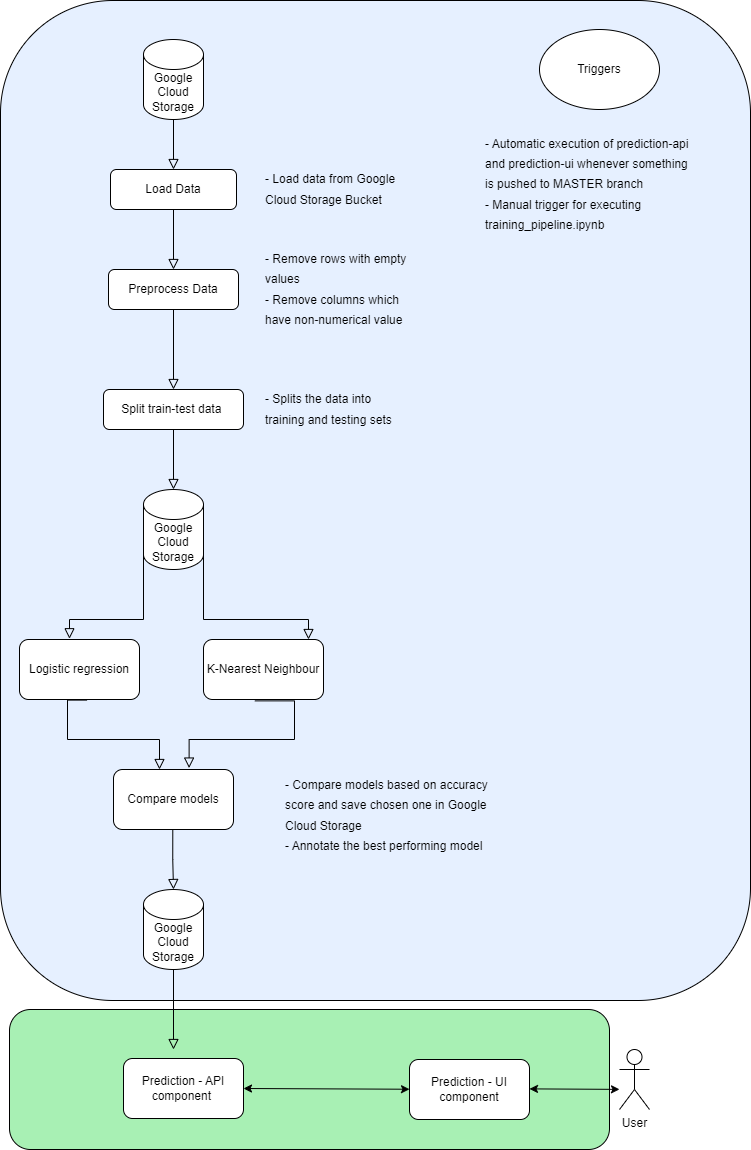 Google
Cloud
Storage
Triggers
- Automatic execution of prediction-api
and prediction-ui whenever something
is pushed to MASTER branch
- Manual trigger for executing
training_pipeline.ipynb
Load Data
- Load data from Google
Cloud Storage Bucket
Preprocess Data
- Remove rows with empty
values
- Remove columns which
have non-numerical value
Split train-test data
- Splits the data into
training and testing sets
Google
Cloud
Storage
Logistic regression
K-Nearest Neighbour
Compare models
- Compare models based on accuracy
score and save chosen one in Google
Cloud Storage
- Annotate the best performing model
Google
Cloud
Storage
Prediction - API
component
Prediction - UI
component
User